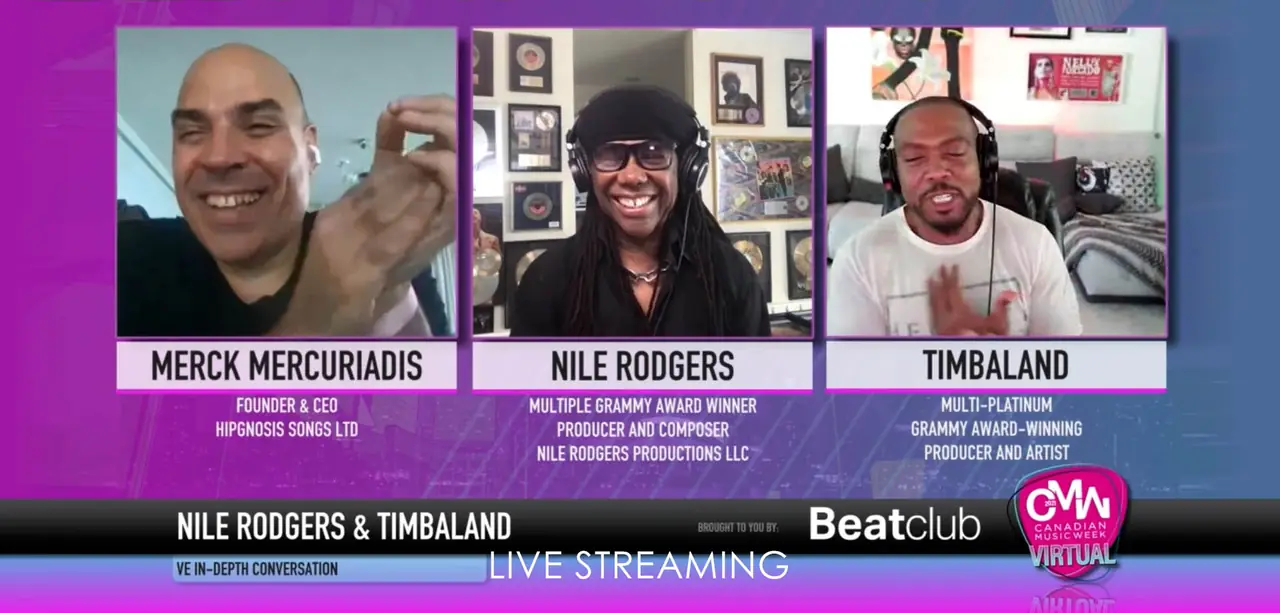 NELLY
FURTADO
MERCK MERCURIADIS
FOUNDER & CEO
HIPGNOSIS SONGS LTD
NILE RODGERS
MULTIPLE GRAMMY AWARD WINNER
PRODUCER AND COMPOSER
NILE RODGERS PRODUCTIONS LLC
TIMBALAND
MULTI-PLATINUM
GRAMMY AWARD-WINNING
PRODUCER AND ARTIST
NILE RODGERS & TIMBALAND
BROUGHT TO YOU BY:
Beatclub
CMW
2021
CANADIAN
MUSIC WEEK
VIRTUAL
VE IN-DEPTH CONVERSATION
LIVE STREAMING